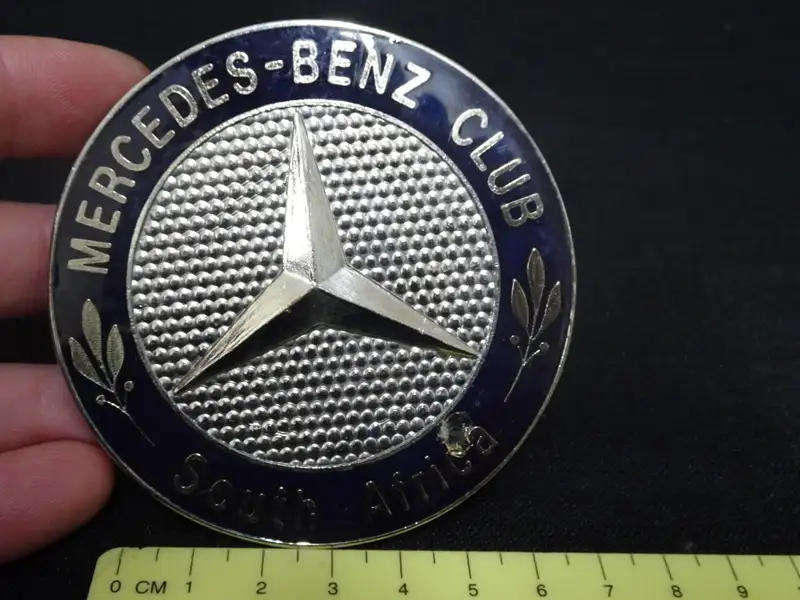 MERCEDES-BENZ CLUB
South Africa
0 CM 1 2 3 4 5 6 7 8 9